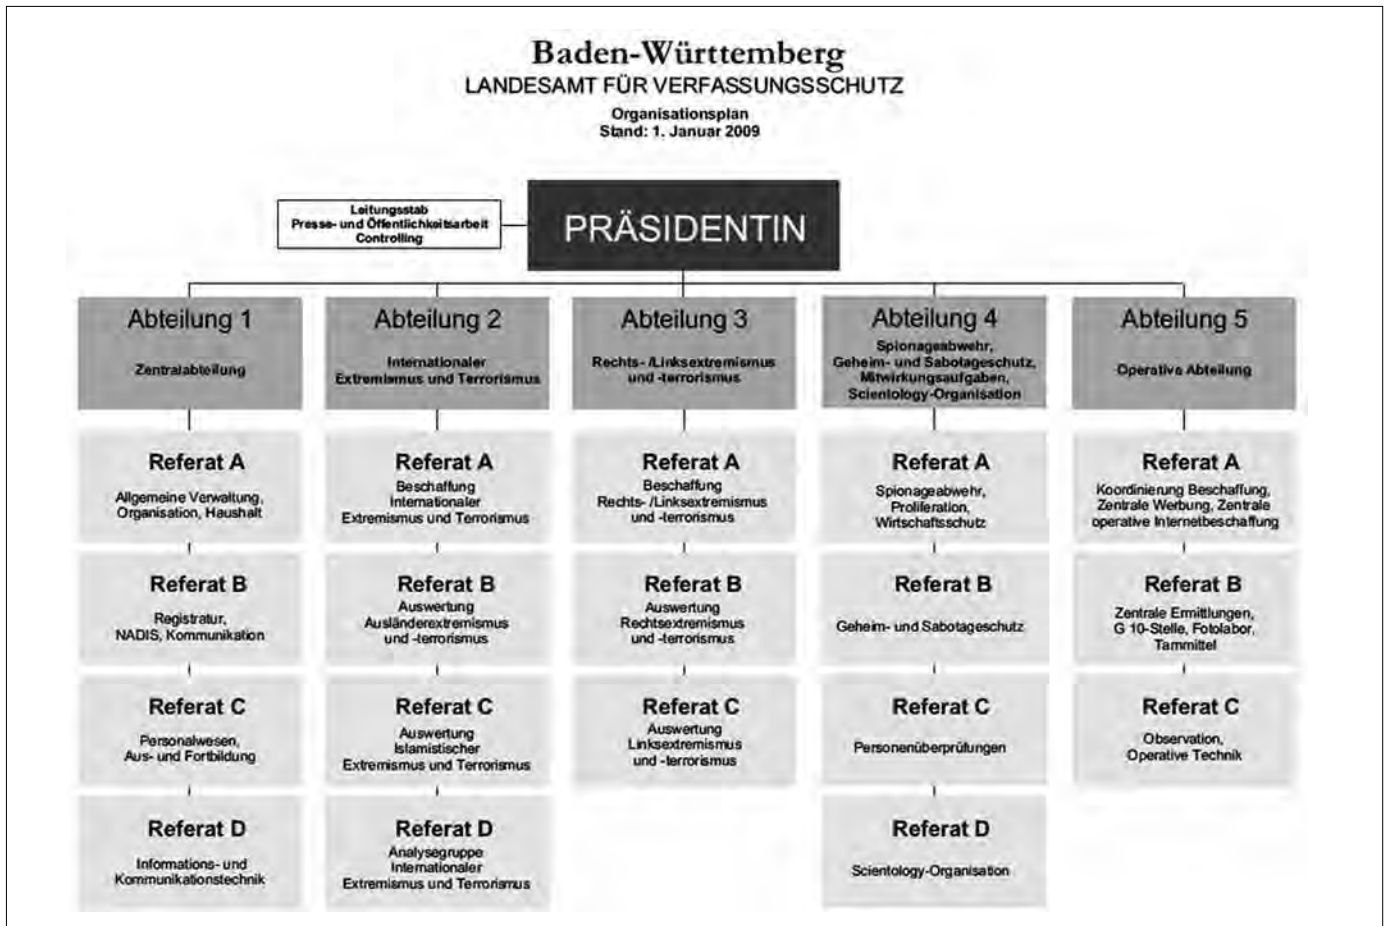 Baden-Württemberg
LANDESAMT FÜR VERFASSUNGSSCHUTZ
Organisationsplan
Stand: 1. Januar 2009
Leitungsstab
Presse- und Öffentlichkeitsarbeit
Controlling
PRÄSIDENTIN
Abteilung 1
Zentralabteilung
Referat A
Allgemeine Verwaltung,
Organisation, Haushalt
Referat B
Registratur,
NADIS, Kommunikation
Referat C
Personalwesen,
Aus- und Fortbildung
Referat D
Informations- und
Kommunikationstechnik
Abteilung 2
Internationaler
Extremismus und Terrorismus
Referat A
Beschaffung
Internationaler
Extremismus und Terrorismus
Referat B
Auswertung
Ausländerextremismus
und -terrorismus
Referat C
Auswertung
Islamistischer
Extremismus und Terrorismus
Referat D
Analysegruppe
Internationaler
Extremismus und Terrorismus
Abteilung 3
Rechts- /Linksextremismus
und -terrorismus
Referat A
Beschaffung
Rechts- /Linksextremismus
und -terrorismus
Referat B
Auswertung
Rechtsextremismus
und -terrorismus
Referat C
Auswertung
Linksextremismus
und -terrorismus
Abteilung 4
Spionageabwehr,
Geheim- und Sabotageschutz,
Mitwirkungsaufgaben,
Scientology-Organisation
Referat A
Spionageabwehr,
Proliferation,
Wirtschaftsschutz
Referat B
Geheim- und Sabotageschutz
Referat C
Personenüberprüfungen
Referat D
Scientology-Organisation
Abteilung 5
Operative Abteilung
Referat A
Koordinierung Beschaffung,
Zentrale Werbung, Zentrale
operative Internetbeschaffung
Referat B
Zentrale Ermittlungen,
G 10-Stelle, Fotolabor,
Tarnmittel
Referat C
Observation,
Operative Technik